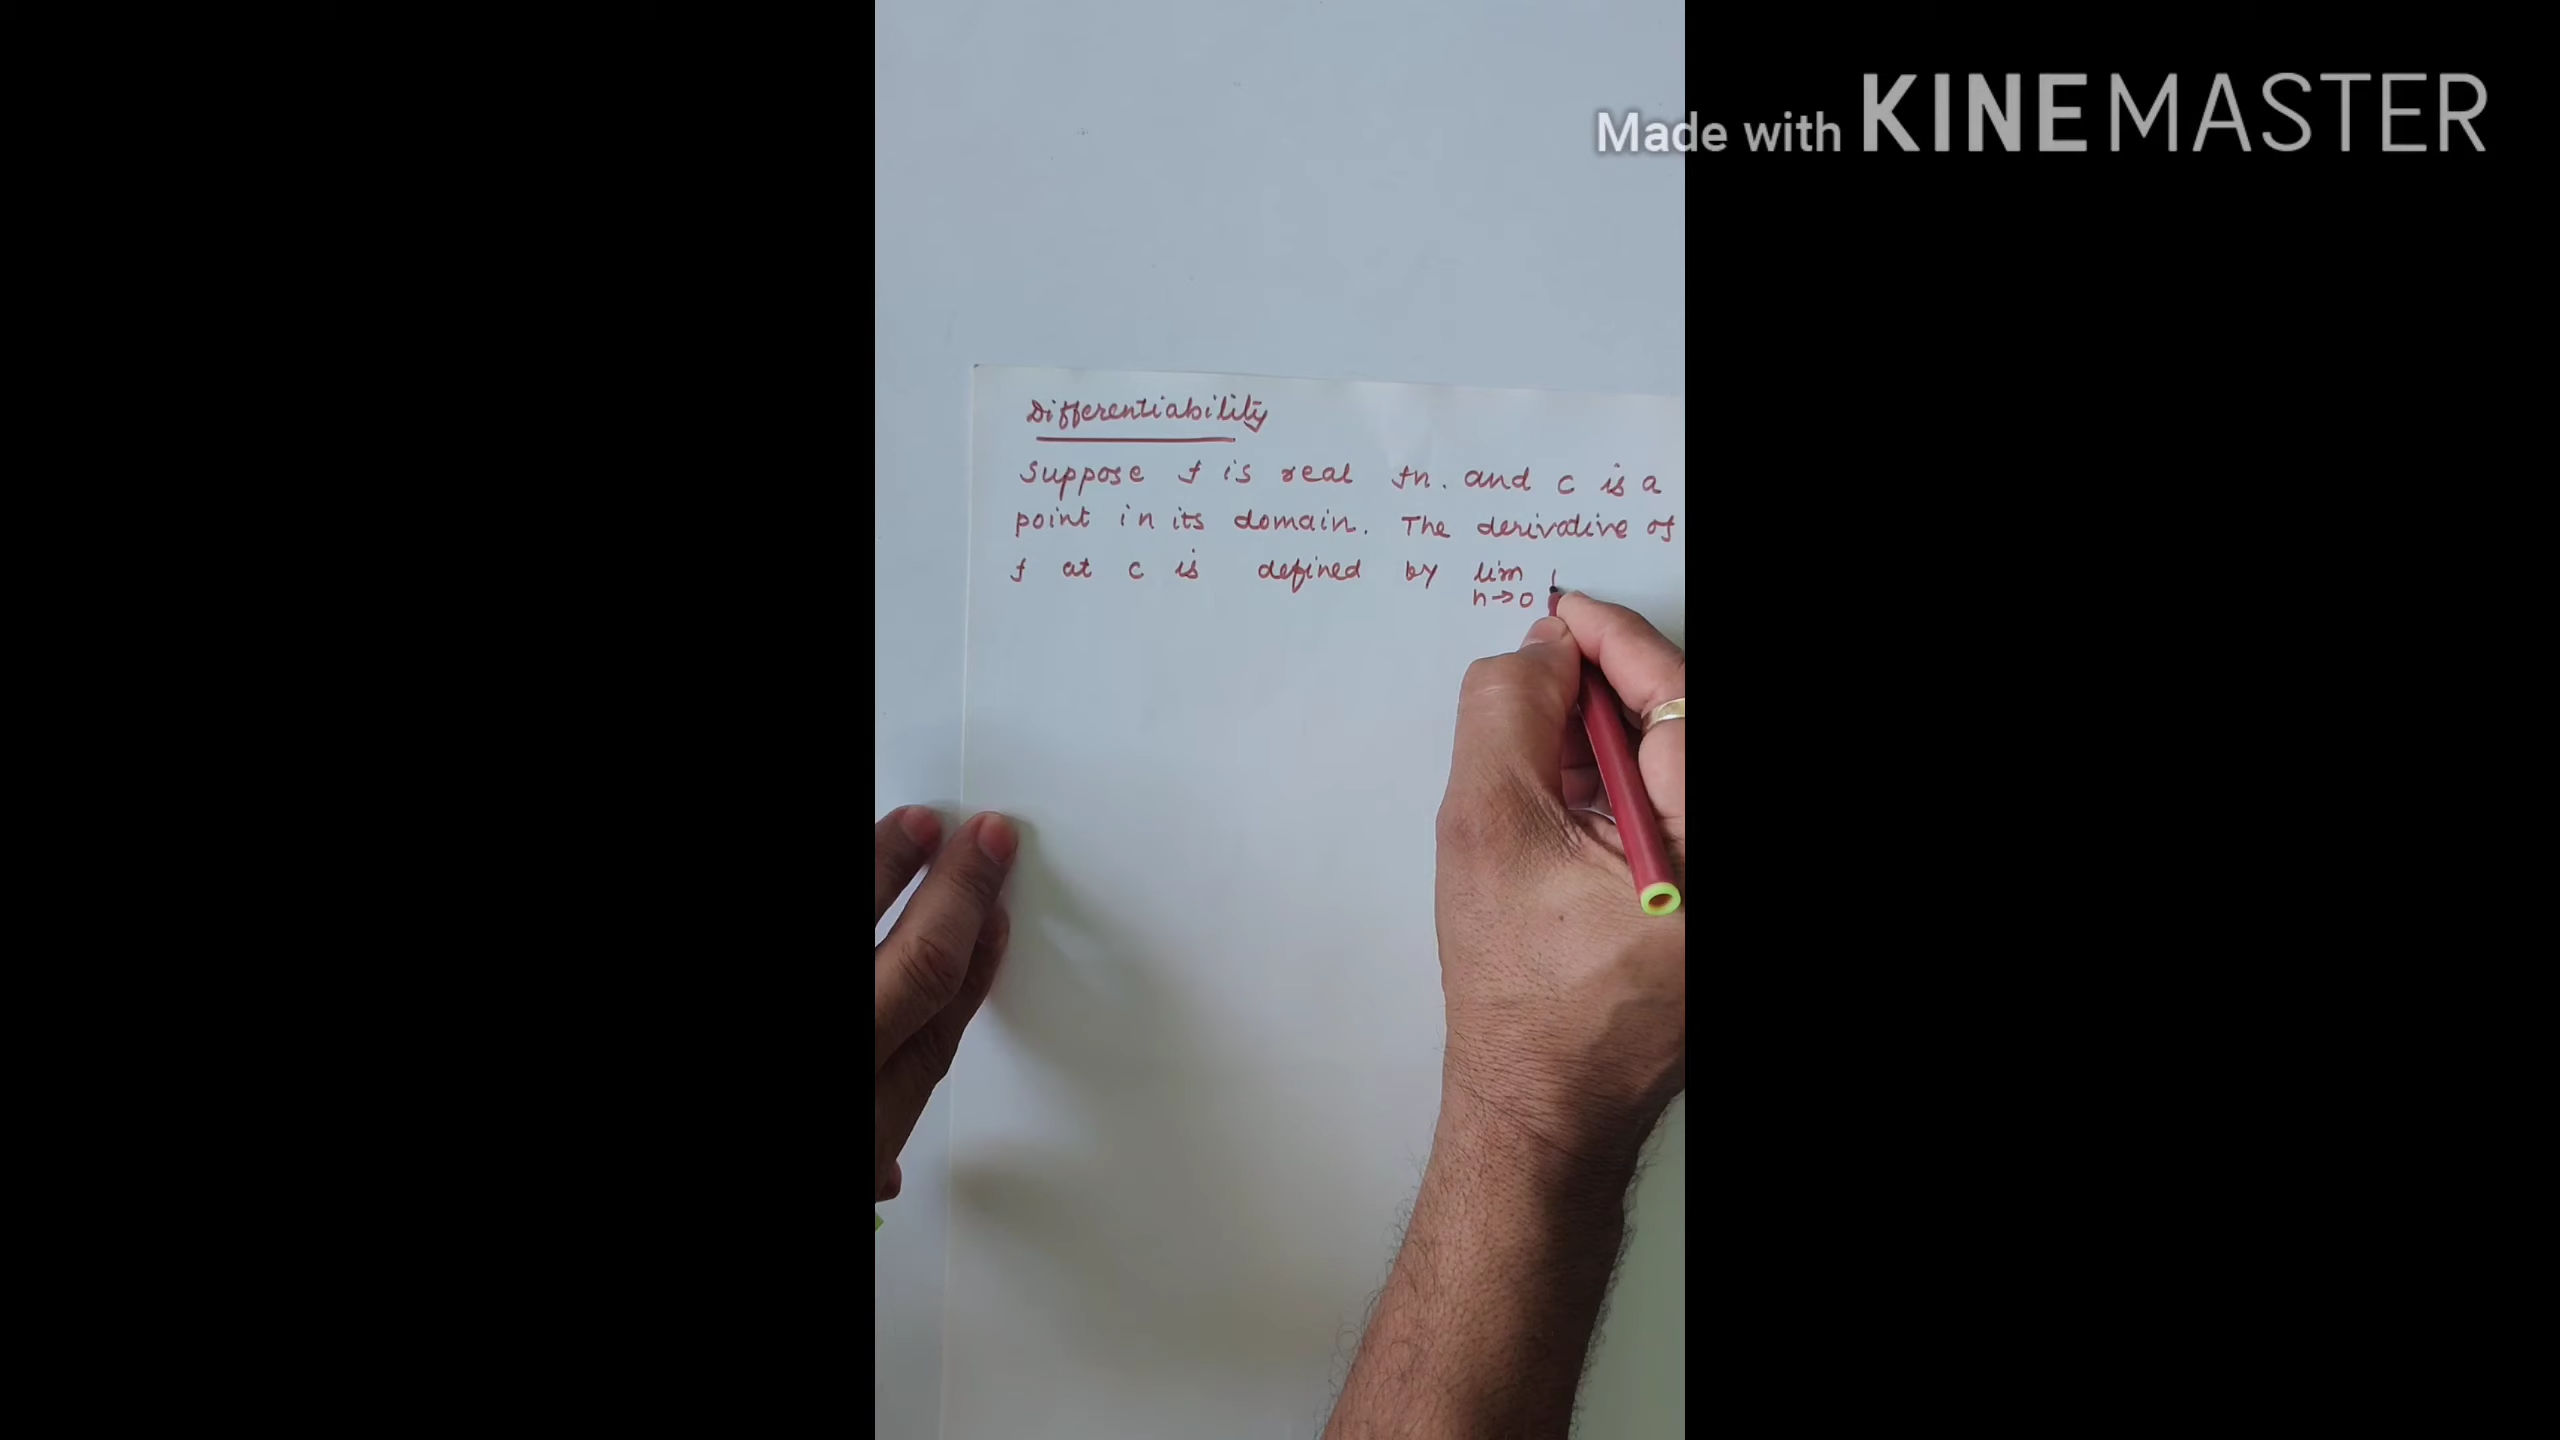 Made with KINEMASTER
Differentiability
Suppose f is real fn. and c is a
point in its domain. The derivative of
f at c is defined by lim
h→0